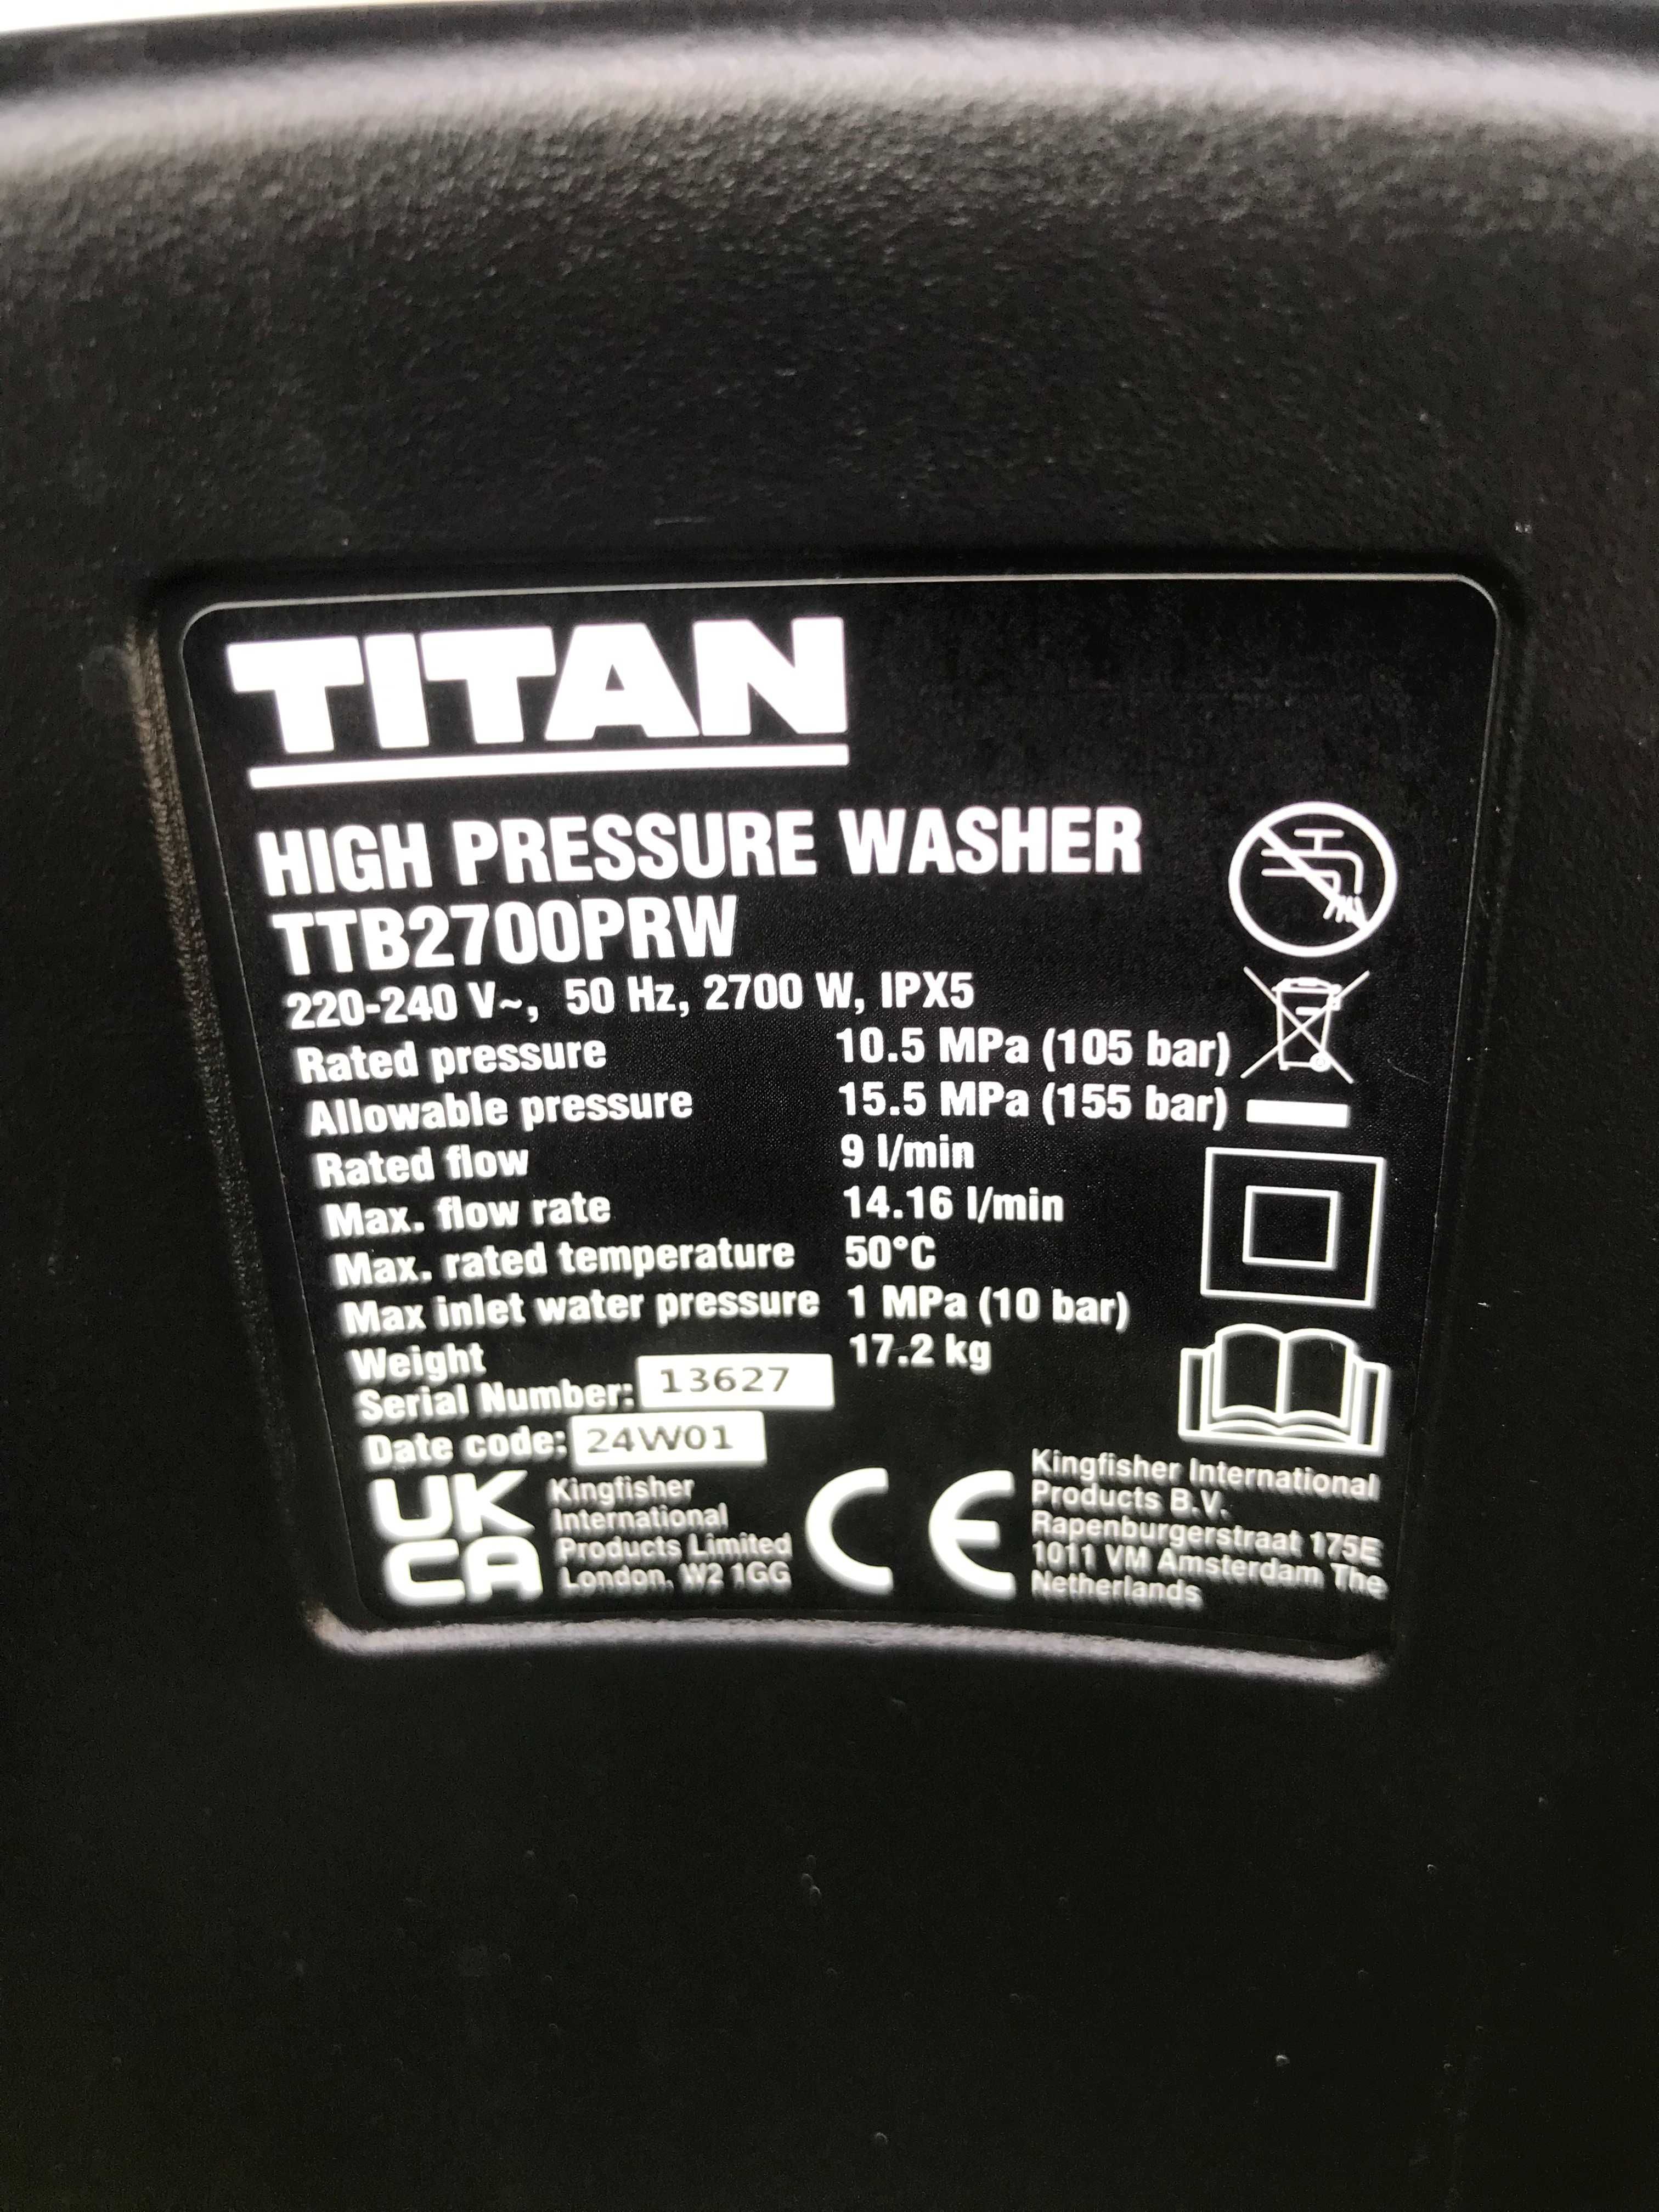 TITAN
HIGH PRESSURE WASHER
TTB2700PRW
220-240 V~, 50 Hz, 2700 W, IPX5
Rated pressure 10.5 MPa (105 bar)
Allowable pressure 15.5 MPa (155 bar)
Rated flow 9 l/min
Max. flow rate 14.16 l/min
Max. rated temperature 50°C
Max inlet water pressure 1 MPa (10 bar)
Weight 17.2 kg
Serial Number: 13627
Date code: 24W01
UK
CA
Kingfisher
International
Products Limited
London, W2 1GG
CE
Kingfisher International
Products B.V.
Rapenburgerstraat 175E
1011 VM Amsterdam The
Netherlands